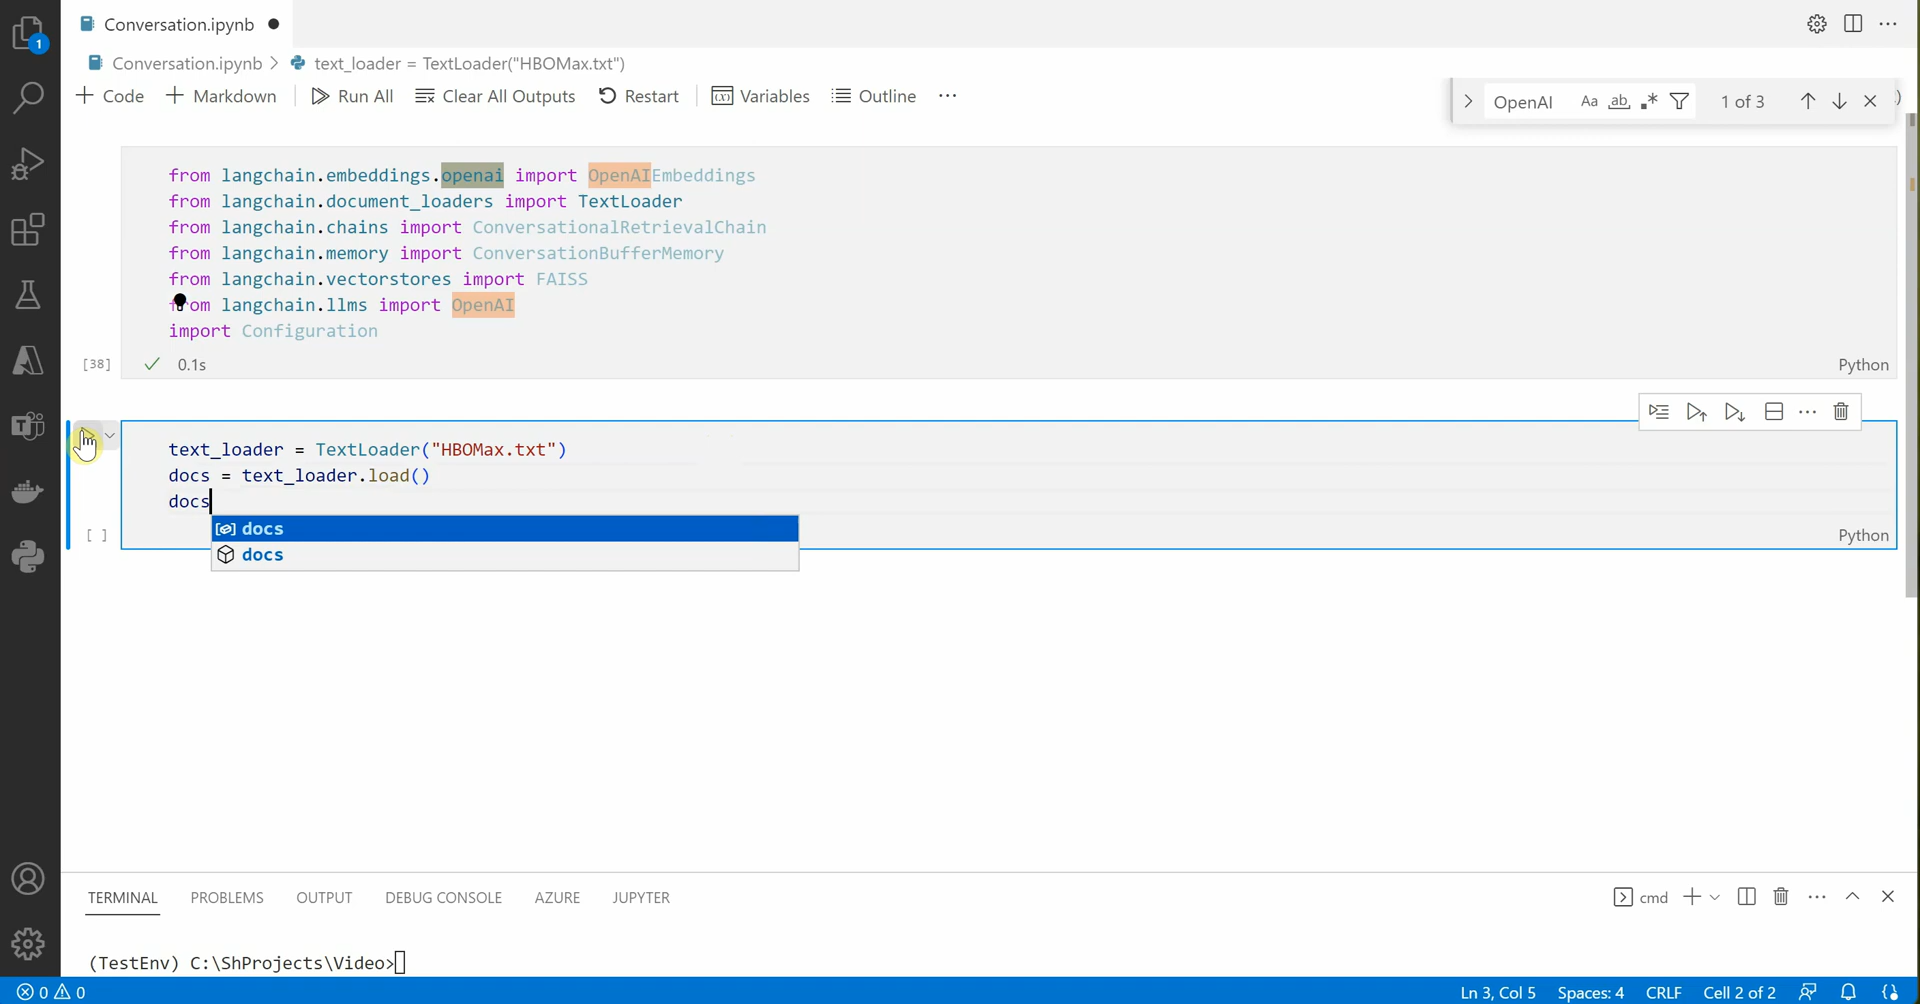 Conversation.ipynb
Conversation.ipynb > text_loader = TextLoader("HBOMax.txt")
+ Code + Markdown Run All Clear All Outputs Restart Variables Outline ...
OpenAI Aa ab .* 1 of 3
from langchain.embeddings.openai import OpenAIEmbeddings
from langchain.document_loaders import TextLoader
from langchain.chains import ConversationalRetrievalChain
from langchain.memory import ConversationBufferMemory
from langchain.vectorstores import FAISS
from langchain.llms import OpenAI
import Configuration
[38] 0.1s Python
text_loader = TextLoader("HBOMax.txt")
docs = text_loader.load()
docs
docs
docs
[ ] Python
1
TERMINAL PROBLEMS OUTPUT DEBUG CONSOLE AZURE JUPYTER cmd
(TestEnv) C:\ShProjects\Video>
0 0 Ln 3, Col 5 Spaces: 4 CRLF Cell 2 of 2